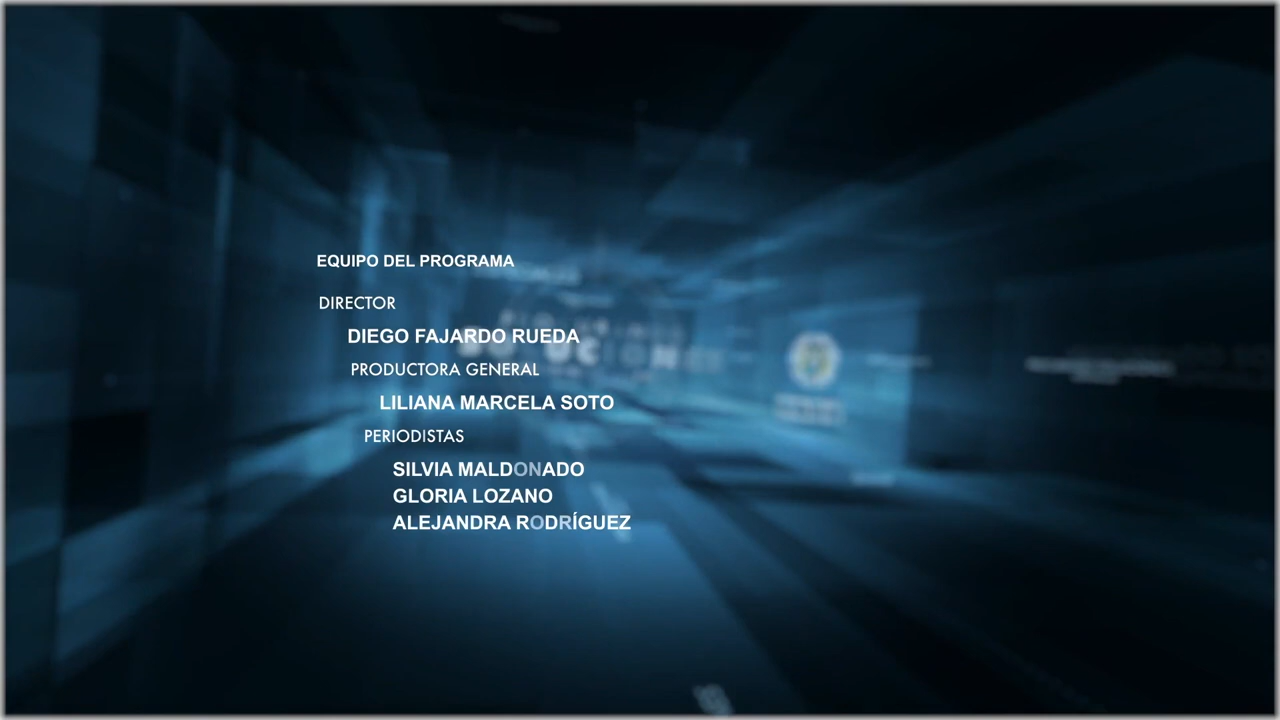 EQUIPO DEL PROGRAMA
DIRECTOR
DIEGO FAJARDO RUEDA
PRODUCTORA GENERAL
LILIANA MARCELA SOTO
PERIODISTAS
SILVIA MALDONADO
GLORIA LOZANO
ALEJANDRA RODRÍGUEZ